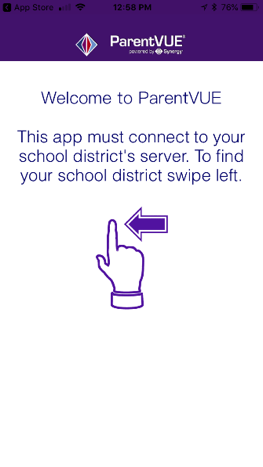 App Store 12:58 PM 76%
ParentVUE®
powered by Synergy
Welcome to ParentVUE
This app must connect to your
school district's server. To find
your school district swipe left.